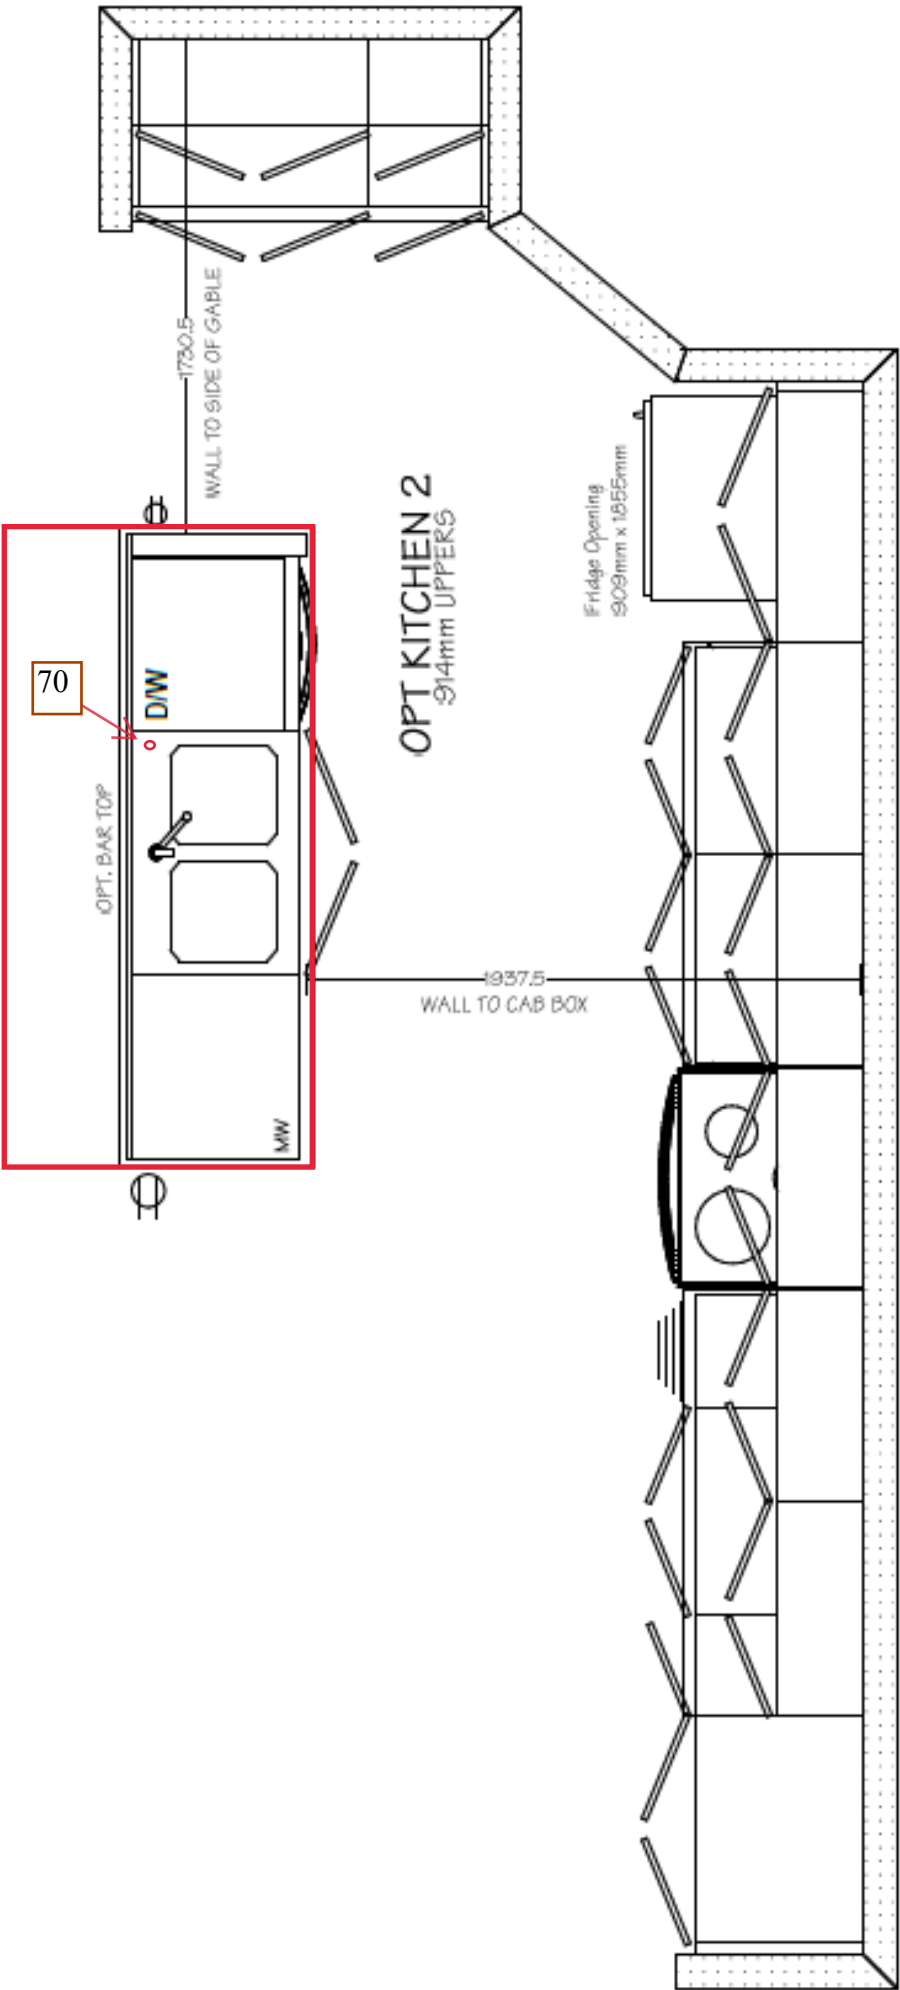 1730.5
WALL TO SIDE OF GABLE
OPT KITCHEN 2
914mm UPPERS
Fridge Opening
909mm x 1855mm
70
D/W
OPT. BAR TOP
1937.5
WALL TO CAB BOX
MW